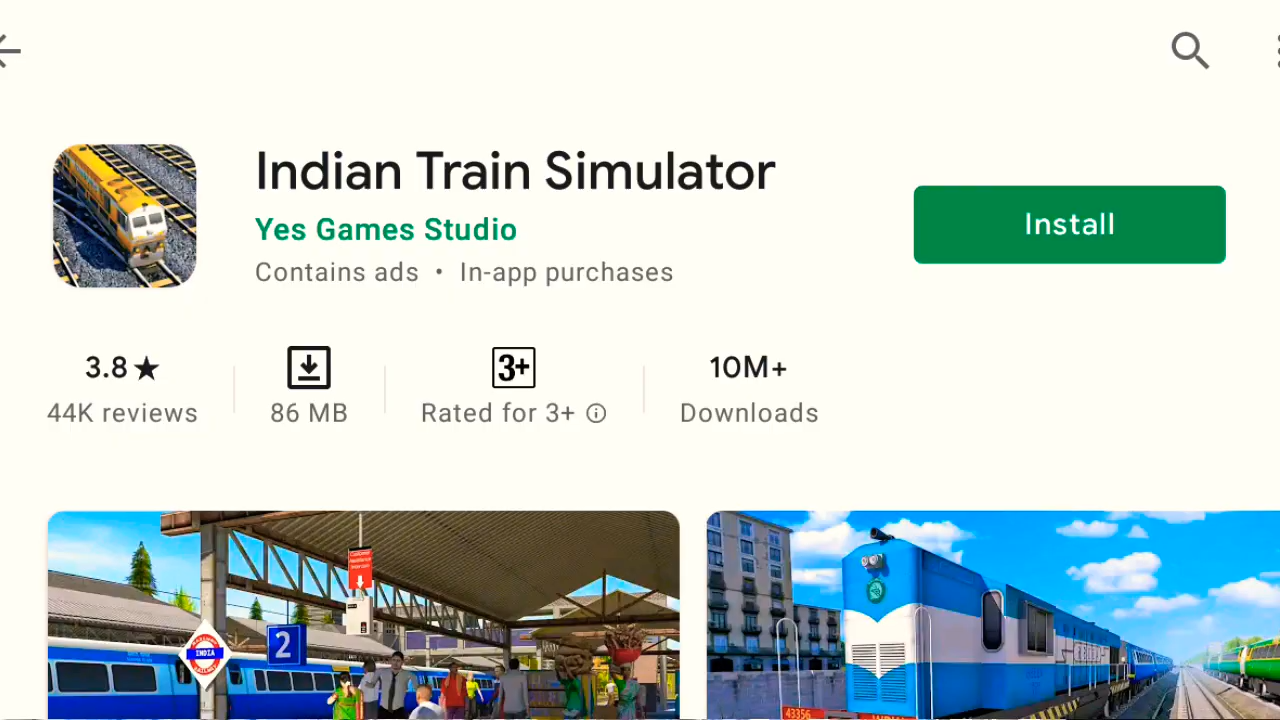 Indian Train Simulator
Yes Games Studio
Contains ads • In-app purchases
Install
3.8★
44K reviews
86 MB
3+
Rated for 3+
10M+
Downloads
2
INDIA
43356